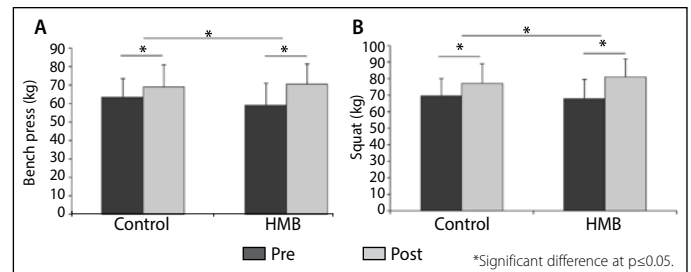 A
Bench press (kg)
90
80
70
60
50
40
30
20
10
0
*
*
*
Control
HMB
B
Squat (kg)
100
90
80
70
60
50
40
30
20
10
0
*
*
*
Control
HMB
Pre
Post
*Significant difference at p≤0.05.